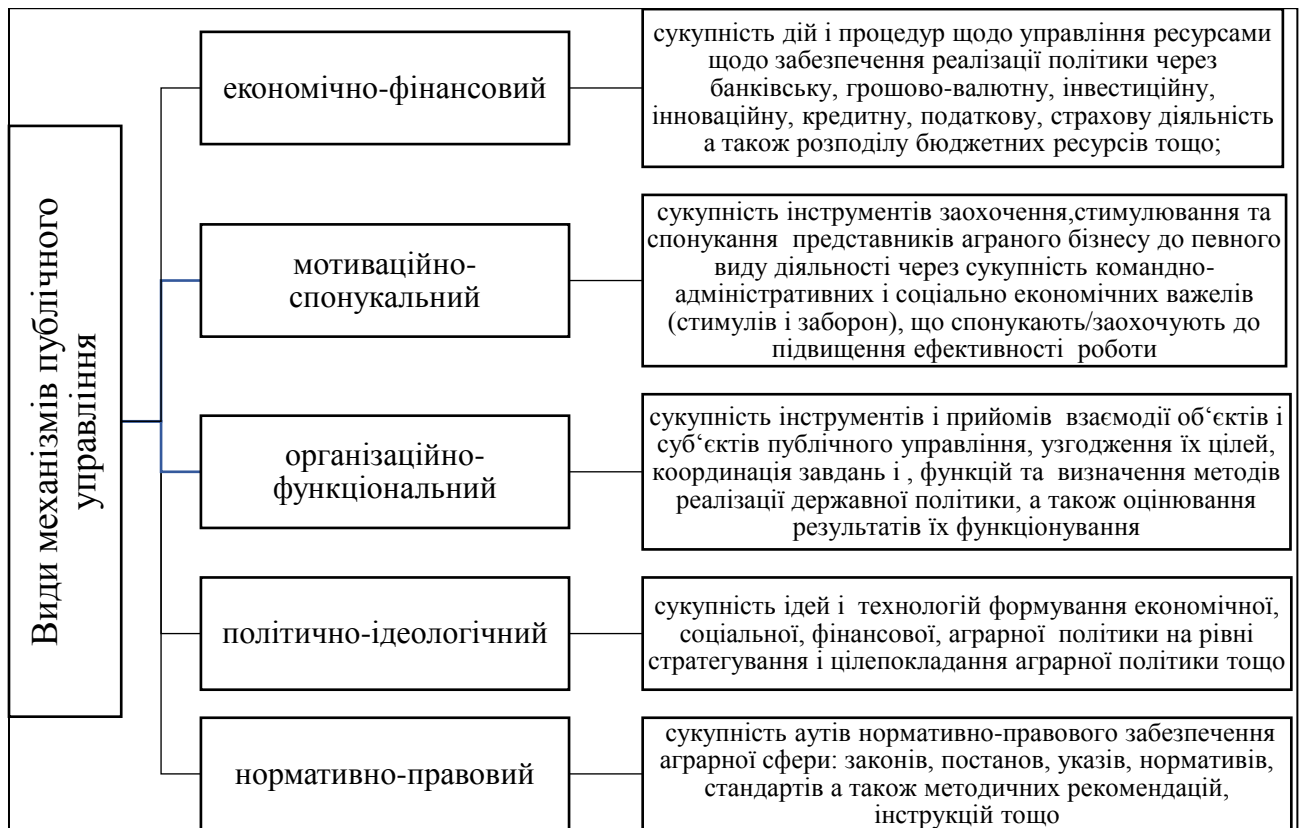 Види механізмів публічного
управління
економічно-фінансовий
сукупність дій і процедур щодо управління ресурсами
щодо забезпечення реалізації політики через
банківську, грошово-валютну, інвестиційну,
інноваційну, кредитну, податкову, страхову діяльність
а також розподілу бюджетних ресурсів тощо;
мотиваційно-
спонукальний
сукупність інструментів заохочення,стимулювання та
спонукання представників аграного бізнесу до певного
виду діяльності через сукупність командно-
адміністративних і соціально економічних важелів
(стимулів і заборон), що спонукають/заохочують до
підвищення ефективності роботи
організаційно-
функціональний
сукупність інструментів і прийомів взаємодії об‘єктів і
суб‘єктів публічного управління, узгодження їх цілей,
координація завдань і , функцій та визначення методів
реалізації державної політики, а також оцінювання
результатів їх функціонування
політично-ідеологічний
сукупність ідей і технологій формування економічної,
соціальної, фінансової, аграрної політики на рівні
стратегування і цілепокладання аграрної політики тощо
нормативно-правовий
сукупність аутів нормативно-правового забезпечення
аграрної сфери: законів, постанов, указів, нормативів,
стандартів а також методичних рекомендацій,
інструкцій тощо